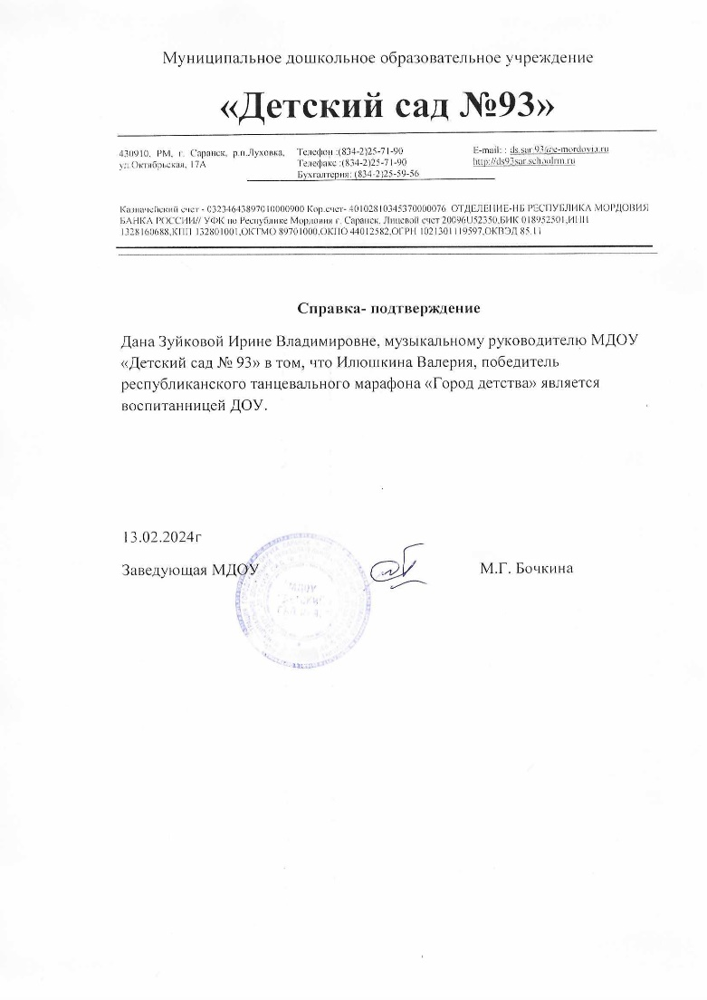 Муниципальное дошкольное образовательное учреждение
«Детский сад №93»
430910, РМ, г. Саранск, р.п.Луховка,
ул.Октябрьская, 17А
Телефон :(834-2)25-71-90
Телефакс :(834-2)25-71-90
Бухгалтерия: (834-2)25-59-56
E-mail: : ds.sar.93@e-mordovia.ru
http://ds93sar.schoolrm.ru
Казначейский счет - 03234643897010000900 Кор.счет- 40102810345370000076 ОТДЕЛЕНИЕ-НБ РЕСПУБЛИКА МОРДОВИЯ
БАНКА РОССИИ// УФК по Республике Мордовия г. Саранск, Лицевой счет 20096U52350,БИК 018952501,ИНН
1328160688,КПП 132801001,ОКТМО 89701000,ОКПО 44012582,ОГРН 1021301119597,ОКВЭД 85.11
Справка- подтверждение
Дана Зуйковой Ирине Владимировне, музыкальному руководителю МДОУ
«Детский сад № 93» в том, что Илюшкина Валерия, победитель
республиканского танцевального марафона «Город детства» является
воспитанницей ДОУ.
13.02.2024г
Заведующая МДОУ
М.Г. Бочкина